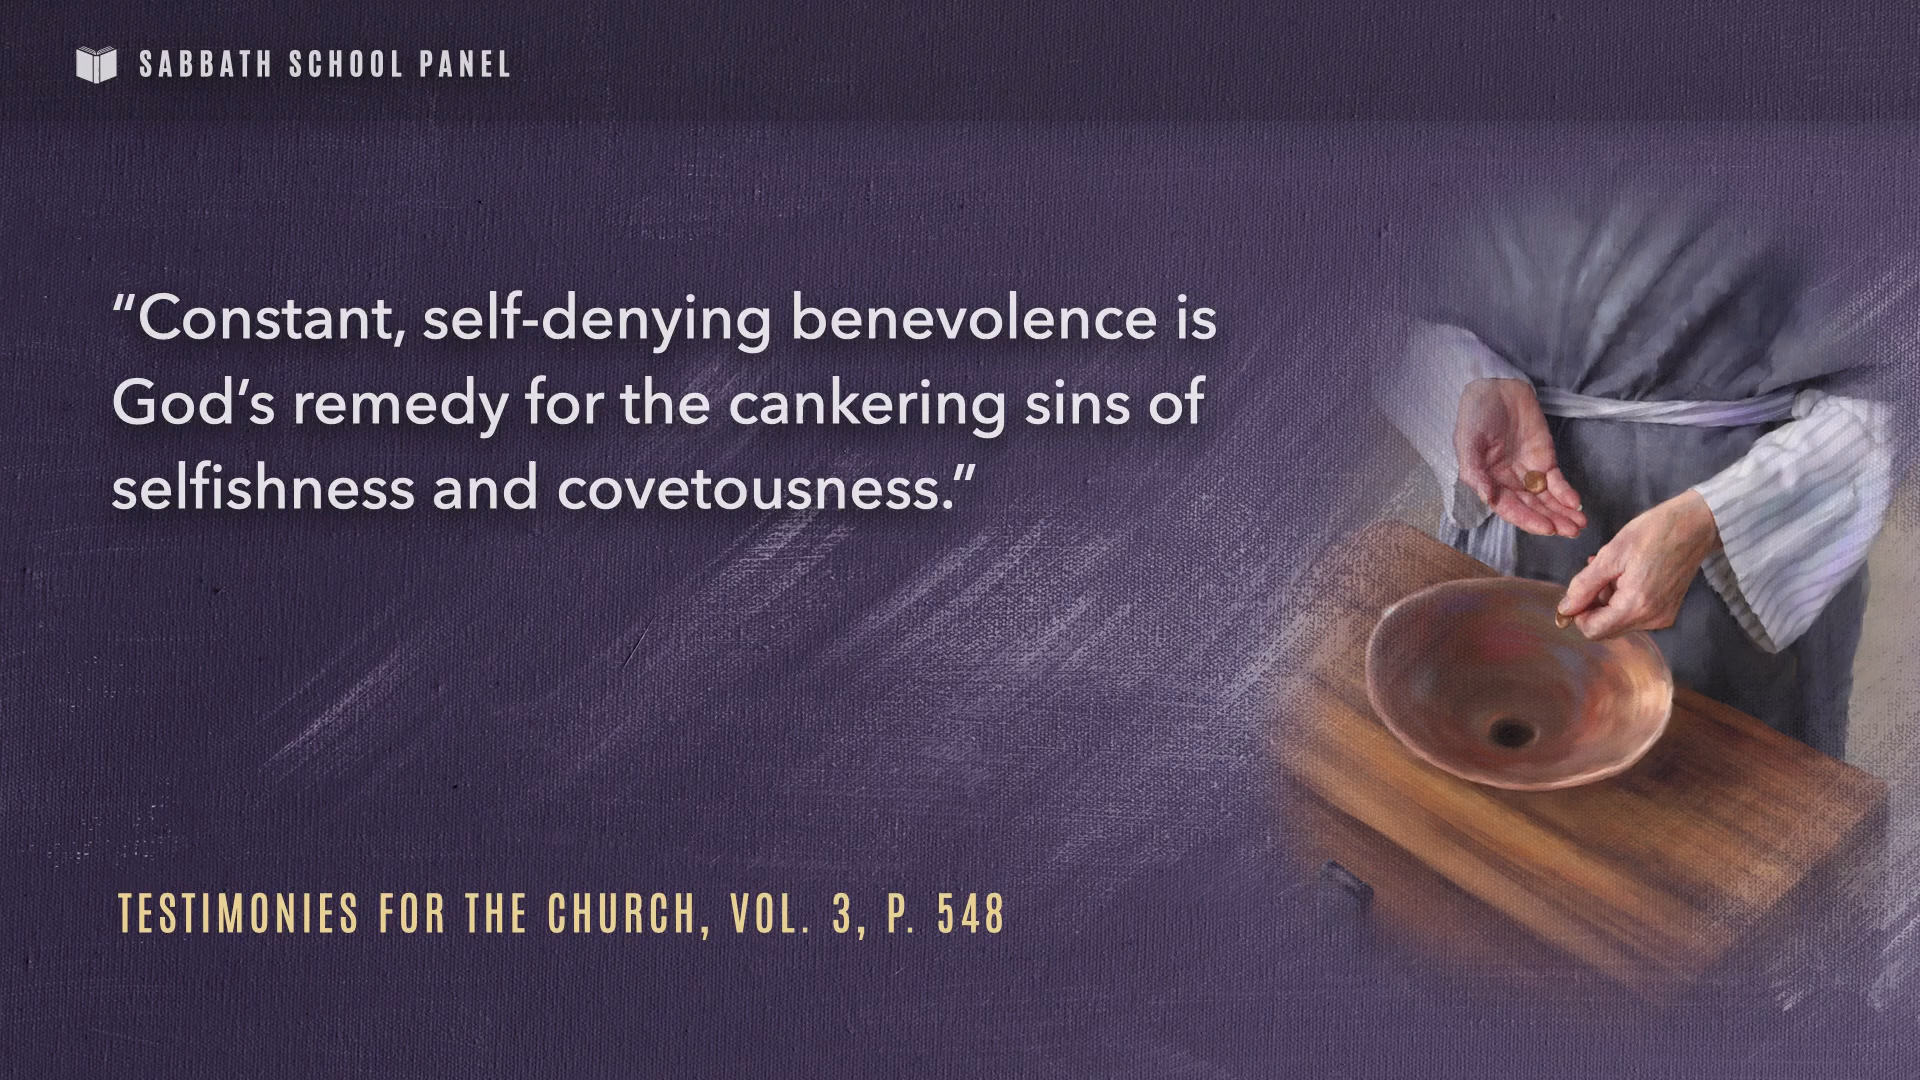 SABBATH SCHOOL PANEL
“Constant, self-denying benevolence is
God’s remedy for the cankering sins of
selfishness and covetousness.”
TESTIMONIES FOR THE CHURCH, VOL. 3, P. 548